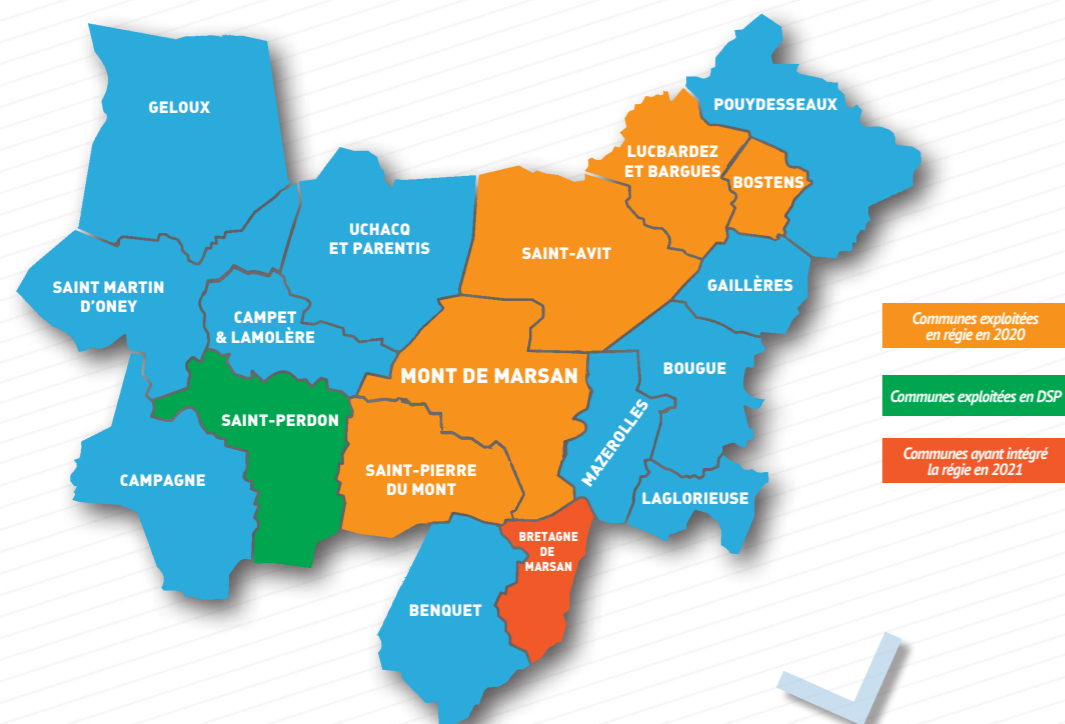 GELOUX
POUYDESSEAUX
LUCBARDEZ
ET BARGUES
BOSTENS
UCHACQ
ET PARENTIS
SAINT-AVIT
GAILLÈRES
SAINT MARTIN
D'ONEY
CAMPET
& LAMOLÈRE
MONT DE MARSAN
BOUGUE
MAZEROLLES
SAINT-PERDON
SAINT-PIERRE
DU MONT
CAMPAGNE
LAGLORIEUSE
BRETAGNE
DE
MARSAN
BENQUET
Communes exploitées
en régie en 2020
Communes exploitées en DSP
Communes ayant intégré
la régie en 2021